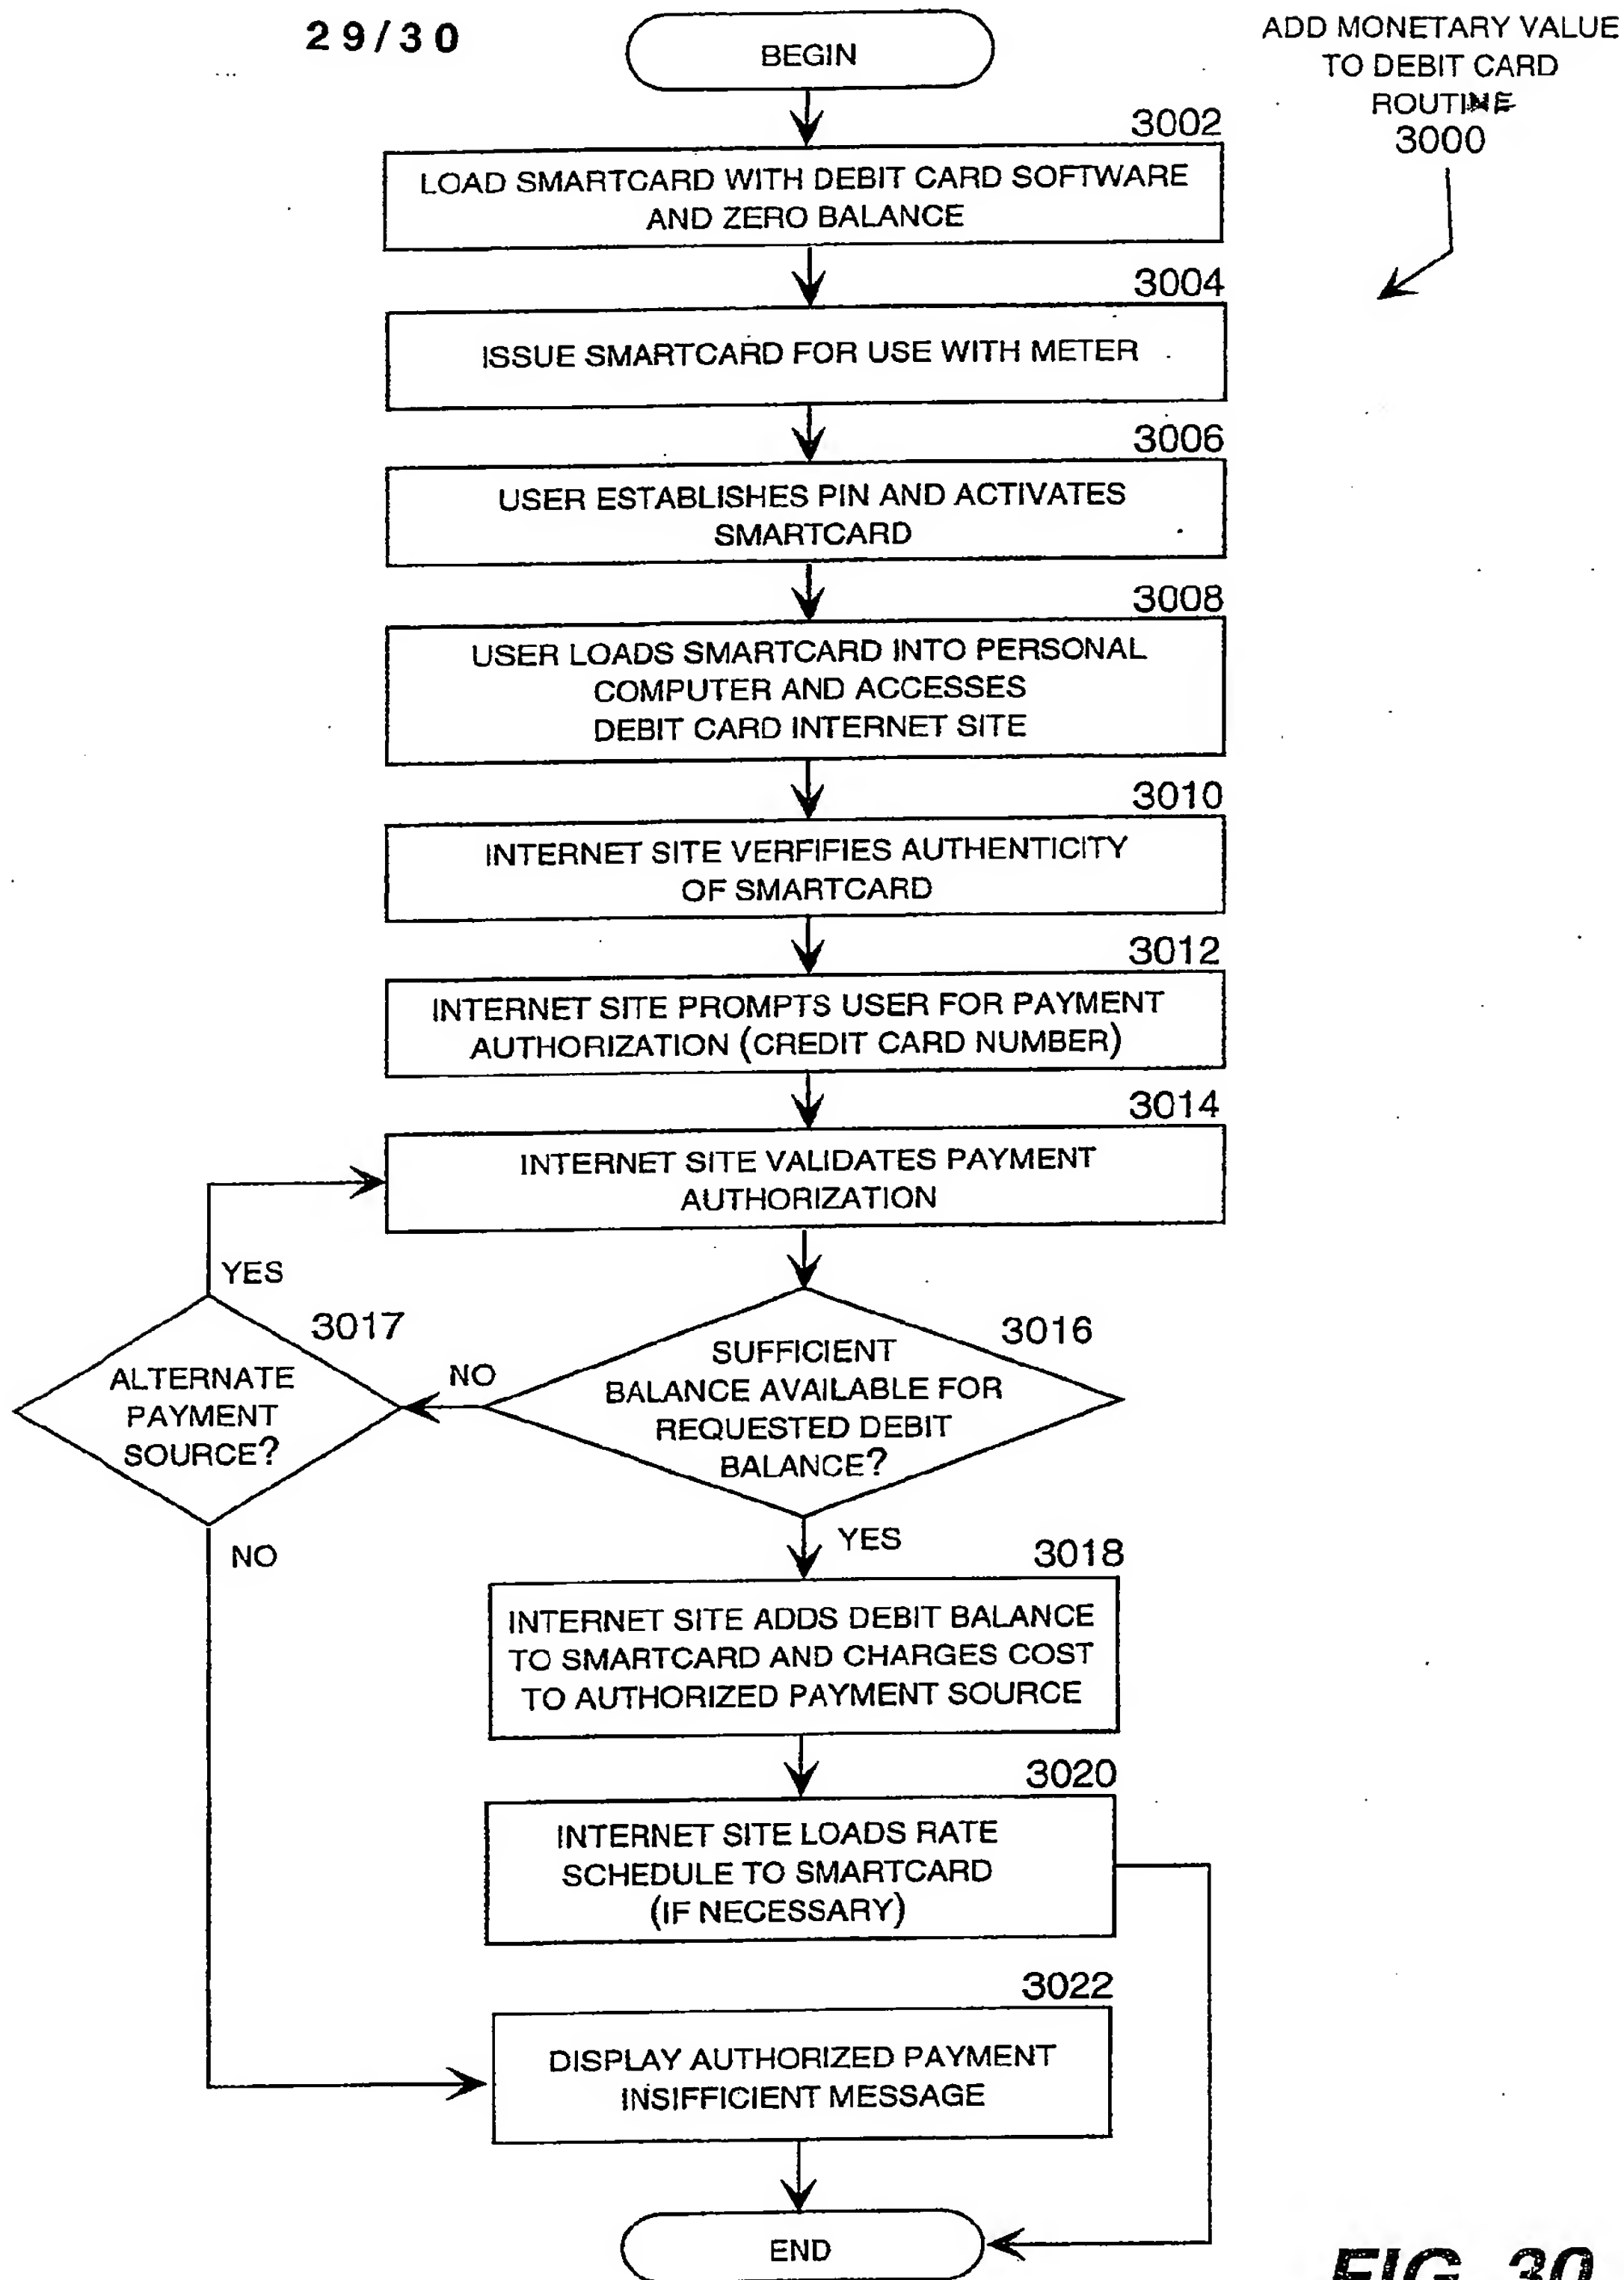 29/30
BEGIN
ADD MONETARY VALUE
TO DEBIT CARD
ROUTINE
3000
3002
LOAD SMARTCARD WITH DEBIT CARD SOFTWARE
AND ZERO BALANCE
3004
ISSUE SMARTCARD FOR USE WITH METER
3006
USER ESTABLISHES PIN AND ACTIVATES
SMARTCARD
3008
USER LOADS SMARTCARD INTO PERSONAL
COMPUTER AND ACCESSES
DEBIT CARD INTERNET SITE
3010
INTERNET SITE VERFIFIES AUTHENTICITY
OF SMARTCARD
3012
INTERNET SITE PROMPTS USER FOR PAYMENT
AUTHORIZATION (CREDIT CARD NUMBER)
3014
INTERNET SITE VALIDATES PAYMENT
AUTHORIZATION
YES
3017
ALTERNATE
PAYMENT
SOURCE?
NO
NO
3016
SUFFICIENT
BALANCE AVAILABLE FOR
REQUESTED DEBIT
BALANCE?
YES
3018
INTERNET SITE ADDS DEBIT BALANCE
TO SMARTCARD AND CHARGES COST
TO AUTHORIZED PAYMENT SOURCE
3020
INTERNET SITE LOADS RATE
SCHEDULE TO SMARTCARD
(IF NECESSARY)
3022
DISPLAY AUTHORIZED PAYMENT
INSIFFICIENT MESSAGE
END
FIG. 30